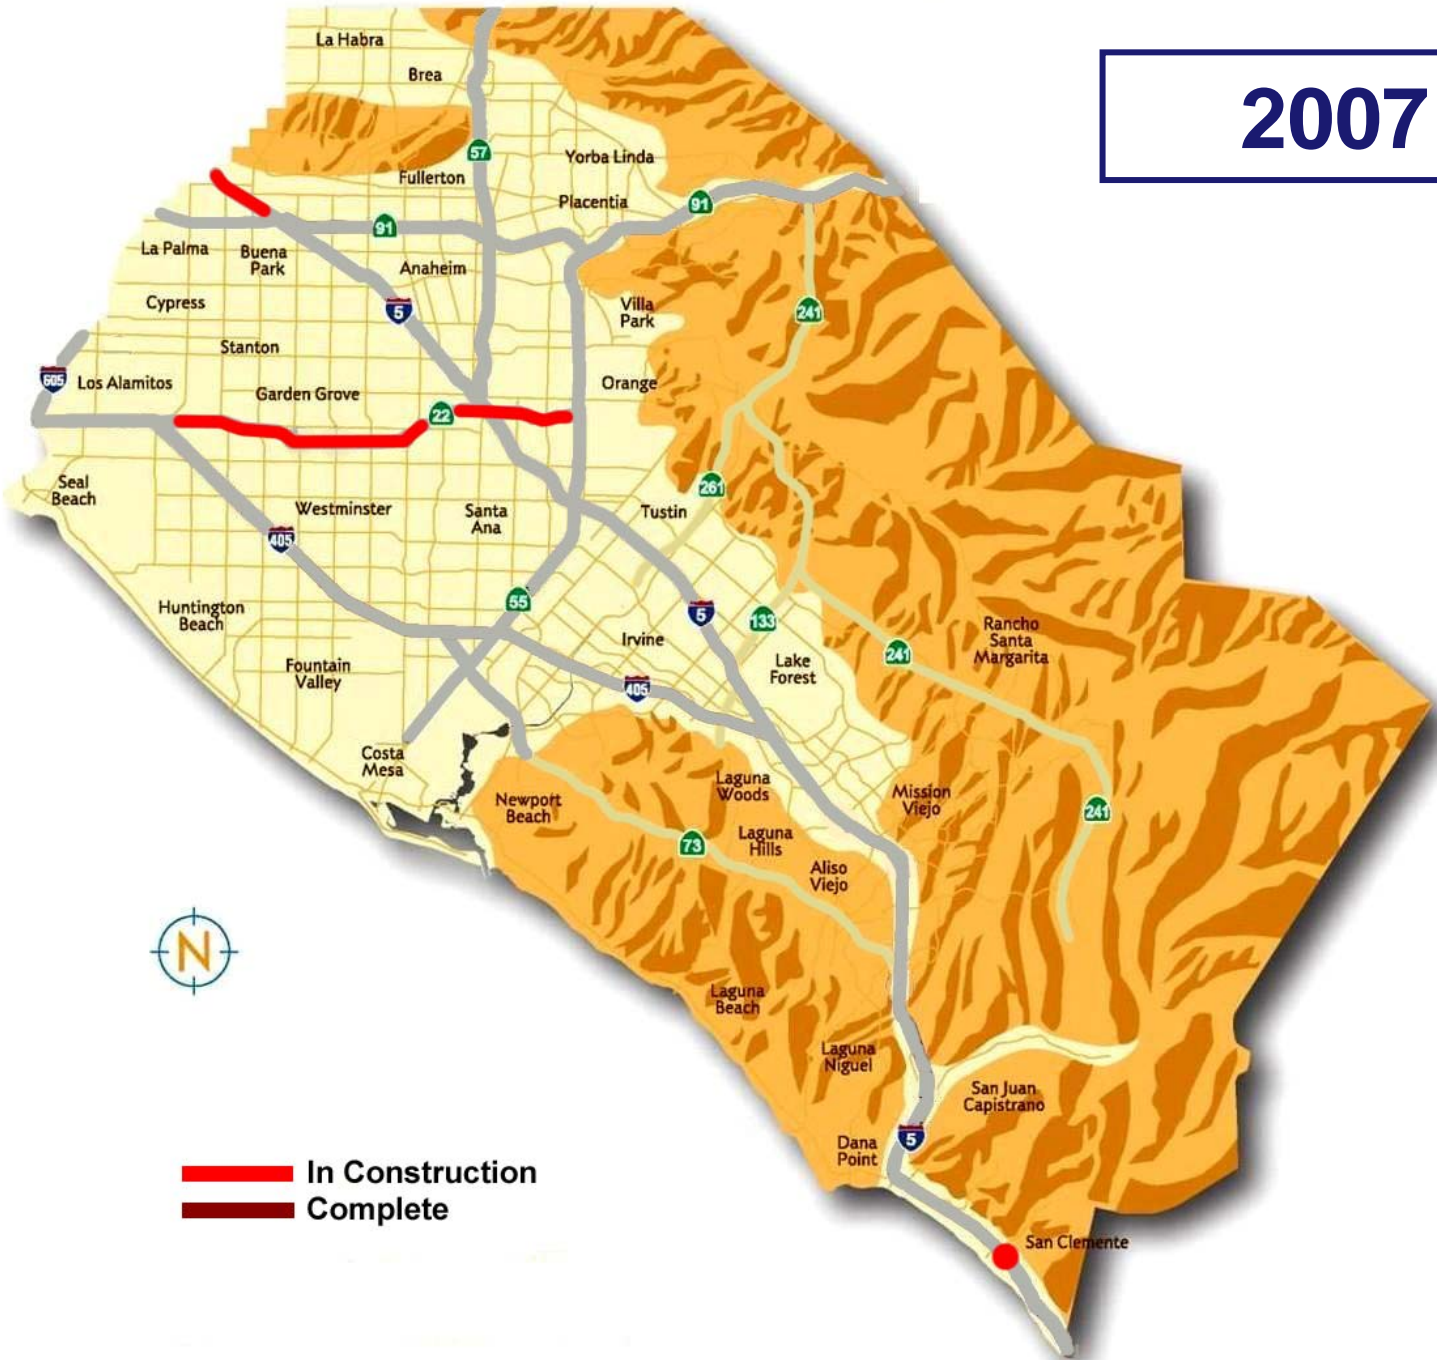 La Habra
Brea
2007
57
Yorba Linda
Fullerton
Placentia
91
91
La Palma
Buena
Park
Anaheim
Cypress
5
Villa
Park
241
Stanton
605
Los Alamitos
Garden Grove
Orange
22
Seal
Beach
261
Westminster
Santa
Ana
Tustin
405
55
Huntington
Beach
5
133
Irvine
Rancho
Santa
Margarita
241
Fountain
Valley
Lake
Forest
405
Costa
Mesa
Newport
Beach
Laguna
Woods
Mission
Viejo
241
73
Laguna
Hills
Aliso
Viejo
N
Laguna
Beach
Laguna
Niguel
San Juan
Capistrano
5
Dana
Point
In Construction
Complete
San Clemente